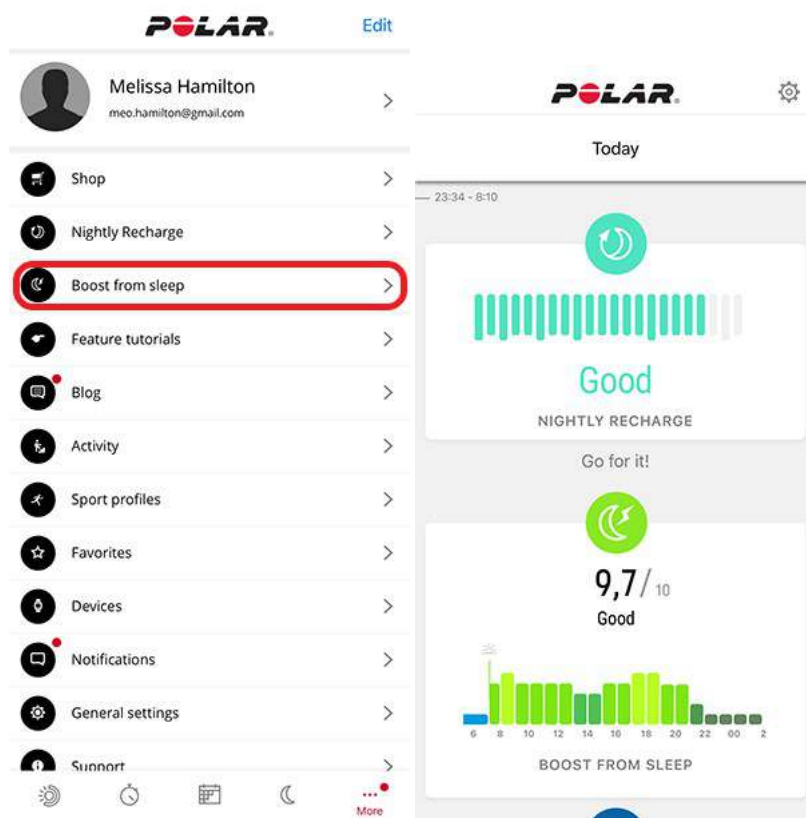 POLAR.
Edit
Melissa Hamilton
meo.hamilton@gmail.com
Shop
Nightly Recharge
Boost from sleep
Feature tutorials
Blog
Activity
Sport profiles
Favorites
Devices
Notifications
General settings
Support
More
POLAR.
Today
23:34 - 8:10
Good
NIGHTLY RECHARGE
Go for it!
9,7/ 10
Good
6 8 10 12 14 16 18 20 22 00 2
BOOST FROM SLEEP